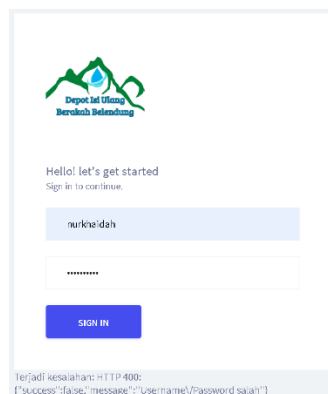 Depot Isi Ulang
Berakah Belendung
Hello! let's get started
Sign in to continue.
nurkhaidah
••••••••••
SIGN IN
Terjadi kesalahan: HTTP 400:
{"success":false,"message":"Username\/Password salah"}